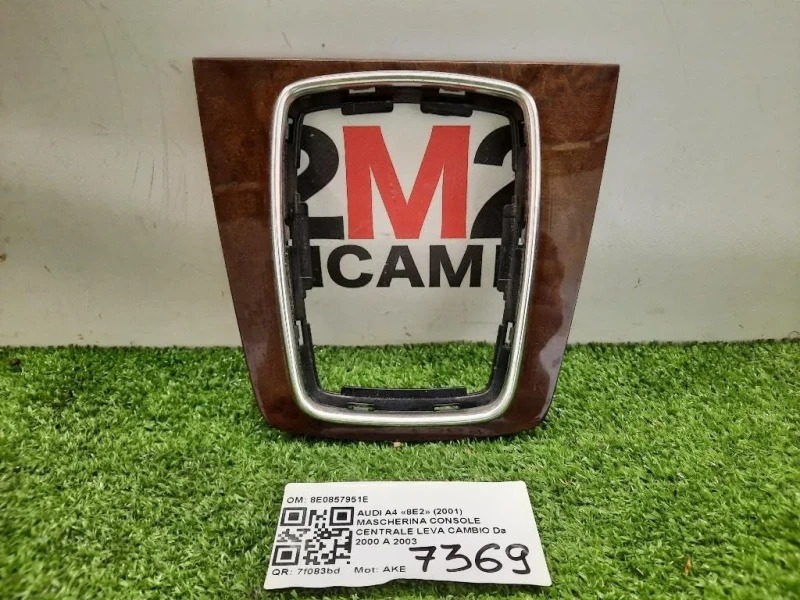 2M2
RICAMBI
OM: 8E0857951E
AUDI A4 «8E2» (2001)
MASCHERINA CONSOLE
CENTRALE LEVA CAMBIO Da
2000 A 2003
QR: 7f083bd Mot: AKE 7369